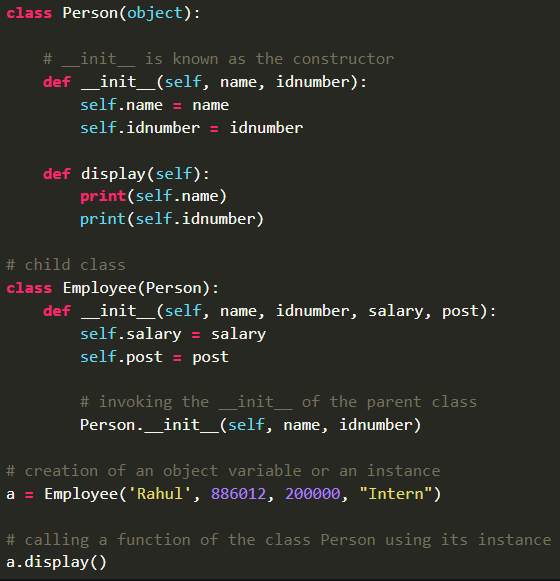 class Person(object):
# __init__ is known as the constructor
def __init__(self, name, idnumber):
self.name = name
self.idnumber = idnumber
def display(self):
print(self.name)
print(self.idnumber)
# child class
class Employee(Person):
def __init__(self, name, idnumber, salary, post):
self.salary = salary
self.post = post
# invoking the __init__ of the parent class
Person.__init__(self, name, idnumber)
# creation of an object variable or an instance
a = Employee('Rahul', 886012, 200000, "Intern")
# calling a function of the class Person using its instance
a.display()